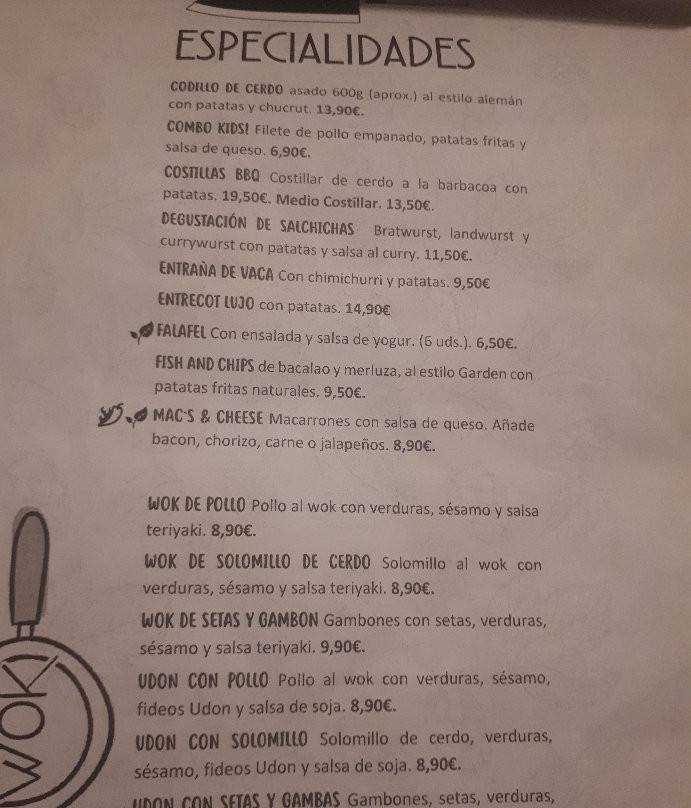 ESPECIALIDADES
CODILLO DE CERDO asado 600g (aprox.) al estilo alemán
con patatas y chucrut. 13,90€.
COMBO KIDS! Filete de pollo empanado, patatas fritas y
salsa de queso. 6,90€.
COSTILLAS BBQ Costillar de cerdo a la barbacoa con
patatas. 19,50€. Medio Costillar. 13,50€.
DEGUSTACIÓN DE SALCHICHAS Bratwurst, landwurst y
currywurst con patatas y salsa al curry. 11,50€.
ENTRAÑA DE VACA Con chimichurri y patatas. 9,50€
ENTRECOT LUJO con patatas. 14,90€
FALAFEL Con ensalada y salsa de yogur. (6 uds.). 6,50€.
FISH AND CHIPS de bacalao y merluza, al estilo Garden con
patatas fritas naturales. 9,50€.
MAC'S & CHEESE Macarrones con salsa de queso. Añade
bacon, chorizo, carne o jalapeños. 8,90€.
WOK DE POLLO Pollo al wok con verduras, sésamo y salsa
teriyaki. 8,90€.
WOK DE SOLOMILLO DE CERDO Solomillo al wok con
verduras, sésamo y salsa teriyaki. 8,90€.
WOK DE SETAS Y GAMBON Gambones con setas, verduras,
sésamo y salsa teriyaki. 9,90€.
UDON CON POLLO Pollo al wok con verduras, sésamo,
fideos Udon y salsa de soja. 8,90€.
UDON CON SOLOMILLO Solomillo de cerdo, verduras,
sésamo, fideos Udon y salsa de soja. 8,90€.
UDON CON SETAS Y GAMBAS Gambones, setas, verduras,
WOK